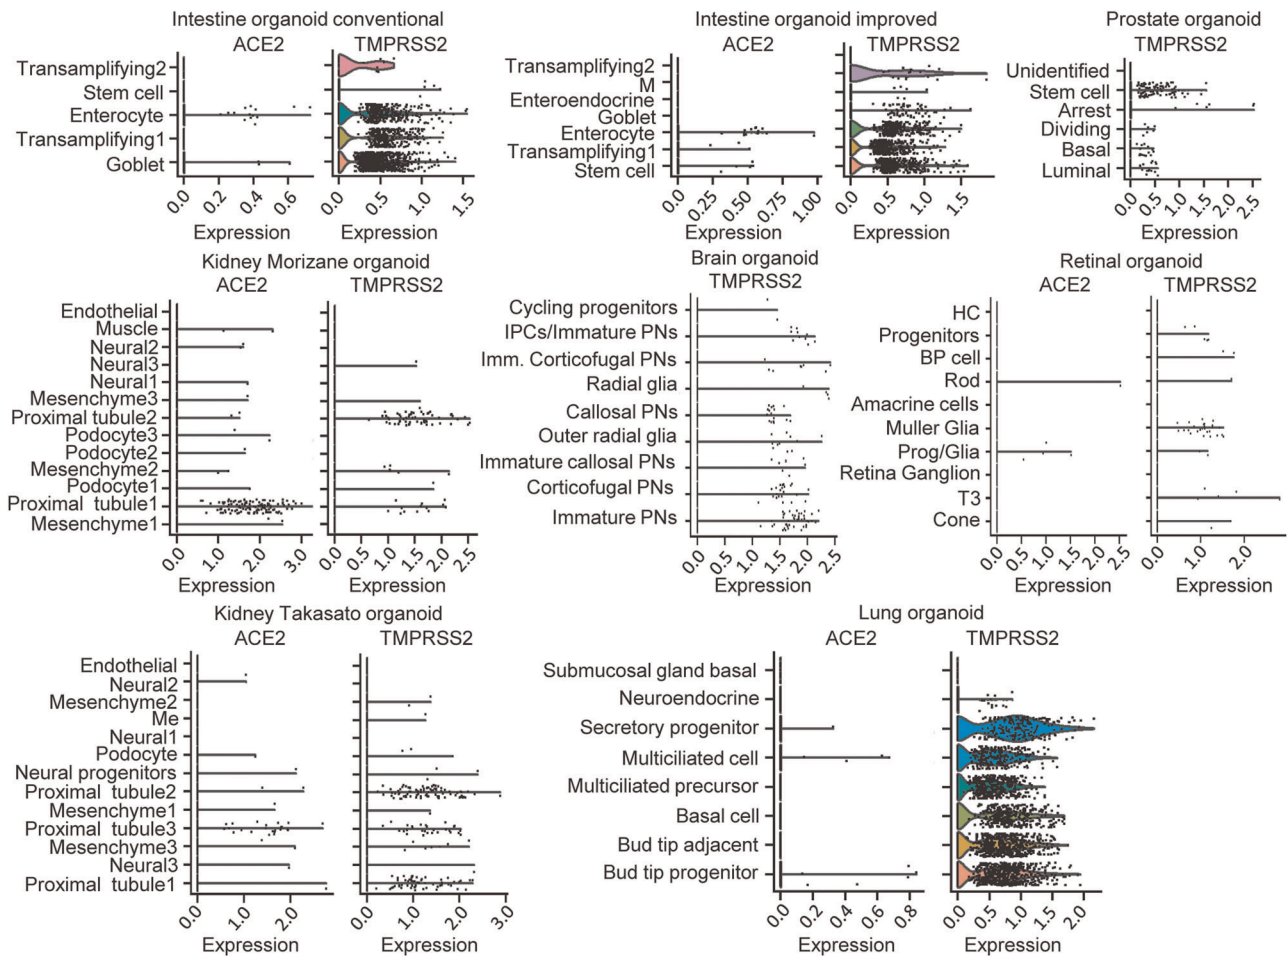 Intestine organoid conventional
ACE2
TMPRSS2
Transamplifying2
Stem cell
Enterocyte
Transamplifying1
Goblet
0.0 0.2 0.4 0.6
Expression
0.0 0.5 1.0 1.5
Intestine organoid improved
ACE2
TMPRSS2
Transamplifying2
M
Enteroendocrine
Goblet
Enterocyte
Transamplifying1
Stem cell
0.0 0.25 0.50 0.75 1.00
Expression
0.0 0.5 1.0 1.5
Expression
Prostate organoid
TMPRSS2
Unidentified
Stem cell
Arrest
Dividing
Basal
Luminal
0.0 0.5 1.0 1.5 2.0 2.5
Expression
Kidney Morizane organoid
ACE2
TMPRSS2
Endothelial
Muscle
Neural2
Neural3
Neural1
Mesenchyme3
Proximal tubule2
Podocyte3
Podocyte2
Mesenchyme2
Podocyte1
Proximal tubule1
Mesenchyme1
0.0 1.0 2.0 3.0
Expression
0.0 0.5 1.0 1.5 2.0 2.5
Expression
Brain organoid
TMPRSS2
Cycling progenitors
IPCs/Immature PNs
Imm. Corticofugal PNs
Radial glia
Callosal PNs
Outer radial glia
Immature callosal PNs
Corticofugal PNs
Immature PNs
0.0 0.5 1.0 1.5 2.0 2.5
Expression
Retinal organoid
ACE2
TMPRSS2
HC
Progenitors
BP cell
Rod
Amacrine cells
Muller Glia
Prog/Glia
Retina Ganglion
T3
Cone
0.0 0.5 1.0 1.5 2.0 2.5
Expression
0.0 1.0 2.0
Expression
Kidney Takasato organoid
ACE2
TMPRSS2
Endothelial
Neural2
Mesenchyme2
Me
Neural1
Podocyte
Neural progenitors
Proximal tubule2
Mesenchyme1
Proximal tubule3
Mesenchyme3
Neural3
Proximal tubule1
0.0 1.0 2.0
Expression
0.0 1.0 2.0 3.0
Expression
Lung organoid
ACE2
TMPRSS2
Submucosal gland basal
Neuroendocrine
Secretory progenitor
Multiciliated cell
Multiciliated precursor
Basal cell
Bud tip adjacent
Bud tip progenitor
0.0 0.2 0.4 0.6 0.8
Expression
0.0 0.5 1.0 1.5 2.0
Expression